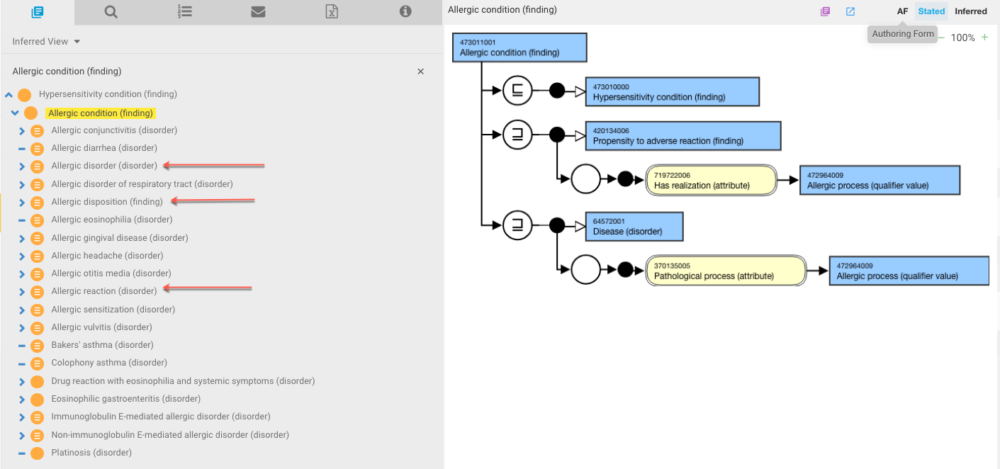 Inferred View
Allergic condition (finding)
Hypersensitivity condition (finding)
Allergic condition (finding)
Allergic conjunctivitis (disorder)
Allergic diarrhea (disorder)
Allergic disorder (disorder)
Allergic disorder of respiratory tract (disorder)
Allergic disposition (finding)
Allergic eosinophilia (disorder)
Allergic gingival disease (disorder)
Allergic headache (disorder)
Allergic otitis media (disorder)
Allergic reaction (disorder)
Allergic sensitization (disorder)
Allergic vulvitis (disorder)
Bakers' asthma (disorder)
Colophony asthma (disorder)
Drug reaction with eosinophilia and systemic symptoms (disorder)
Eosinophilic gastroenteritis (disorder)
Immunoglobulin E-mediated allergic disorder (disorder)
Non-immunoglobulin E-mediated allergic disorder (disorder)
Platinosis (disorder)
Allergic condition (finding)
AF Stated Inferred
Authoring Form
– 100% +
473011001
Allergic condition (finding)
⊑
473010000
Hypersensitivity condition (finding)
⊒
420134006
Propensity to adverse reaction (finding)
719722006
Has realization (attribute)
472964009
Allergic process (qualifier value)
⊒
64572001
Disease (disorder)
370135005
Pathological process (attribute)
472964009
Allergic process (qualifier value)